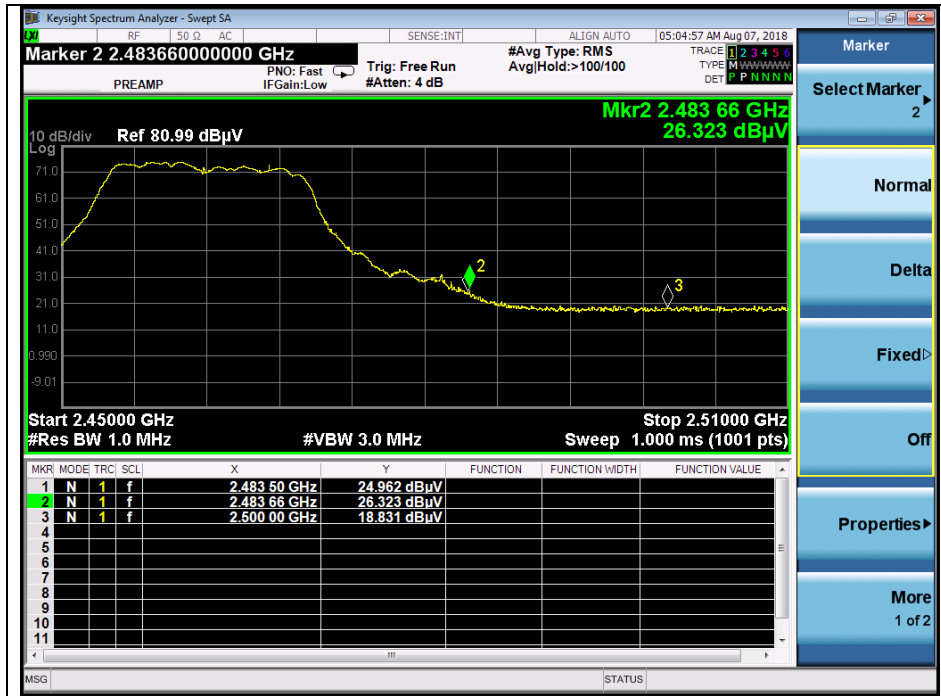 Keysight Spectrum Analyzer - Swept SA
LXI RF 50 Ω AC SENSE:INT ALIGN AUTO 05:04:57 AM Aug 07, 2018
Marker 2 2.483660000000 GHz
PREAMP
PNO: Fast
IFGain:Low
Trig: Free Run
#Atten: 4 dB
#Avg Type: RMS
Avg|Hold:>100/100
TRACE 1 2 3 4 5 6
TYPE M W W W W W
DET P P N N N N
Mkr2 2.483 66 GHz
26.323 dBµV
10 dB/div Ref 80.99 dBµV
Log
71.0
61.0
51.0
41.0
31.0
21.0
11.0
0.990
-9.01
2
3
Start 2.45000 GHz Stop 2.51000 GHz
#Res BW 1.0 MHz #VBW 3.0 MHz Sweep 1.000 ms (1001 pts)
MKR MODE TRC SCL X Y FUNCTION FUNCTION WIDTH FUNCTION VALUE
1 N 1 f 2.483 50 GHz 24.962 dBµV
2 N 1 f 2.483 66 GHz 26.323 dBµV
3 N 1 f 2.500 00 GHz 18.831 dBµV
4
5
6
7
8
9
10
11
MSG STATUS
Marker
Select Marker
2
Normal
Delta
Fixed
Off
Properties
More
1 of 2